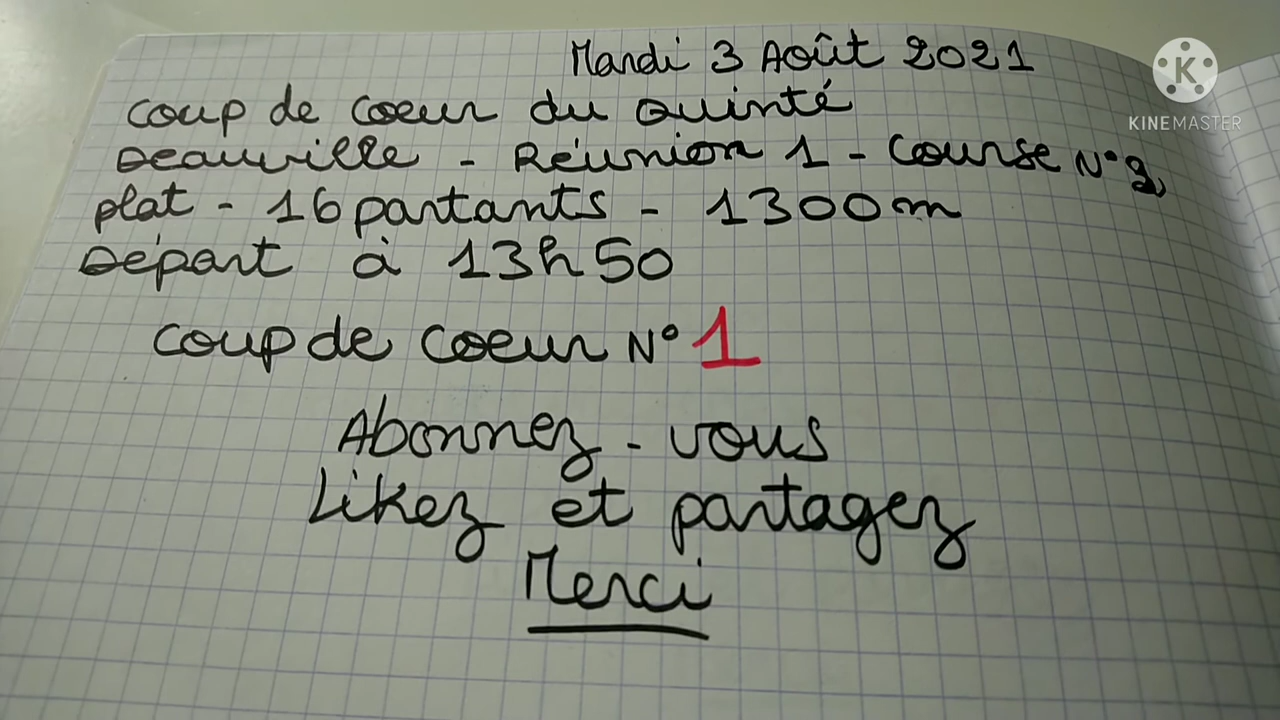 Mardi 3 Août 2021
KINEMASTER
coup de coeur du Quinté
Deauville - Réunion 1 - Course N°2
plat - 16 partants - 1300m
Départ à 13h50
coup de coeur N° 1
Abonnez-vous
Likez et partagez
Merci